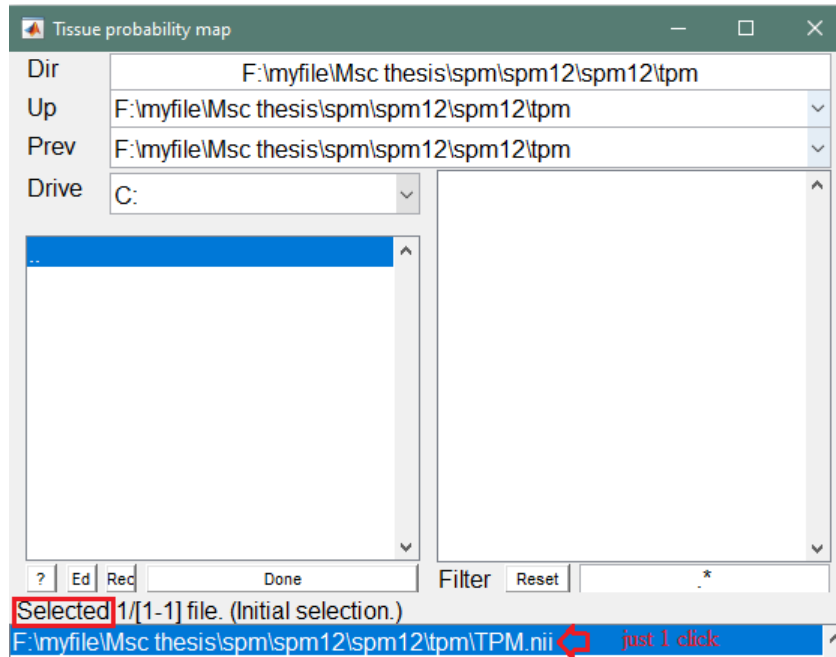 Tissue probability map
Dir F:\myfile\Msc thesis\spm\spm12\spm12\tpm
Up F:\myfile\Msc thesis\spm\spm12\spm12\tpm
Prev F:\myfile\Msc thesis\spm\spm12\spm12\tpm
Drive C:
..
? Ed Rec Done Filter Reset .*
Selected 1/[1-1] file. (Initial selection.)
F:\myfile\Msc thesis\spm\spm12\spm12\tpm\TPM.nii just 1 click